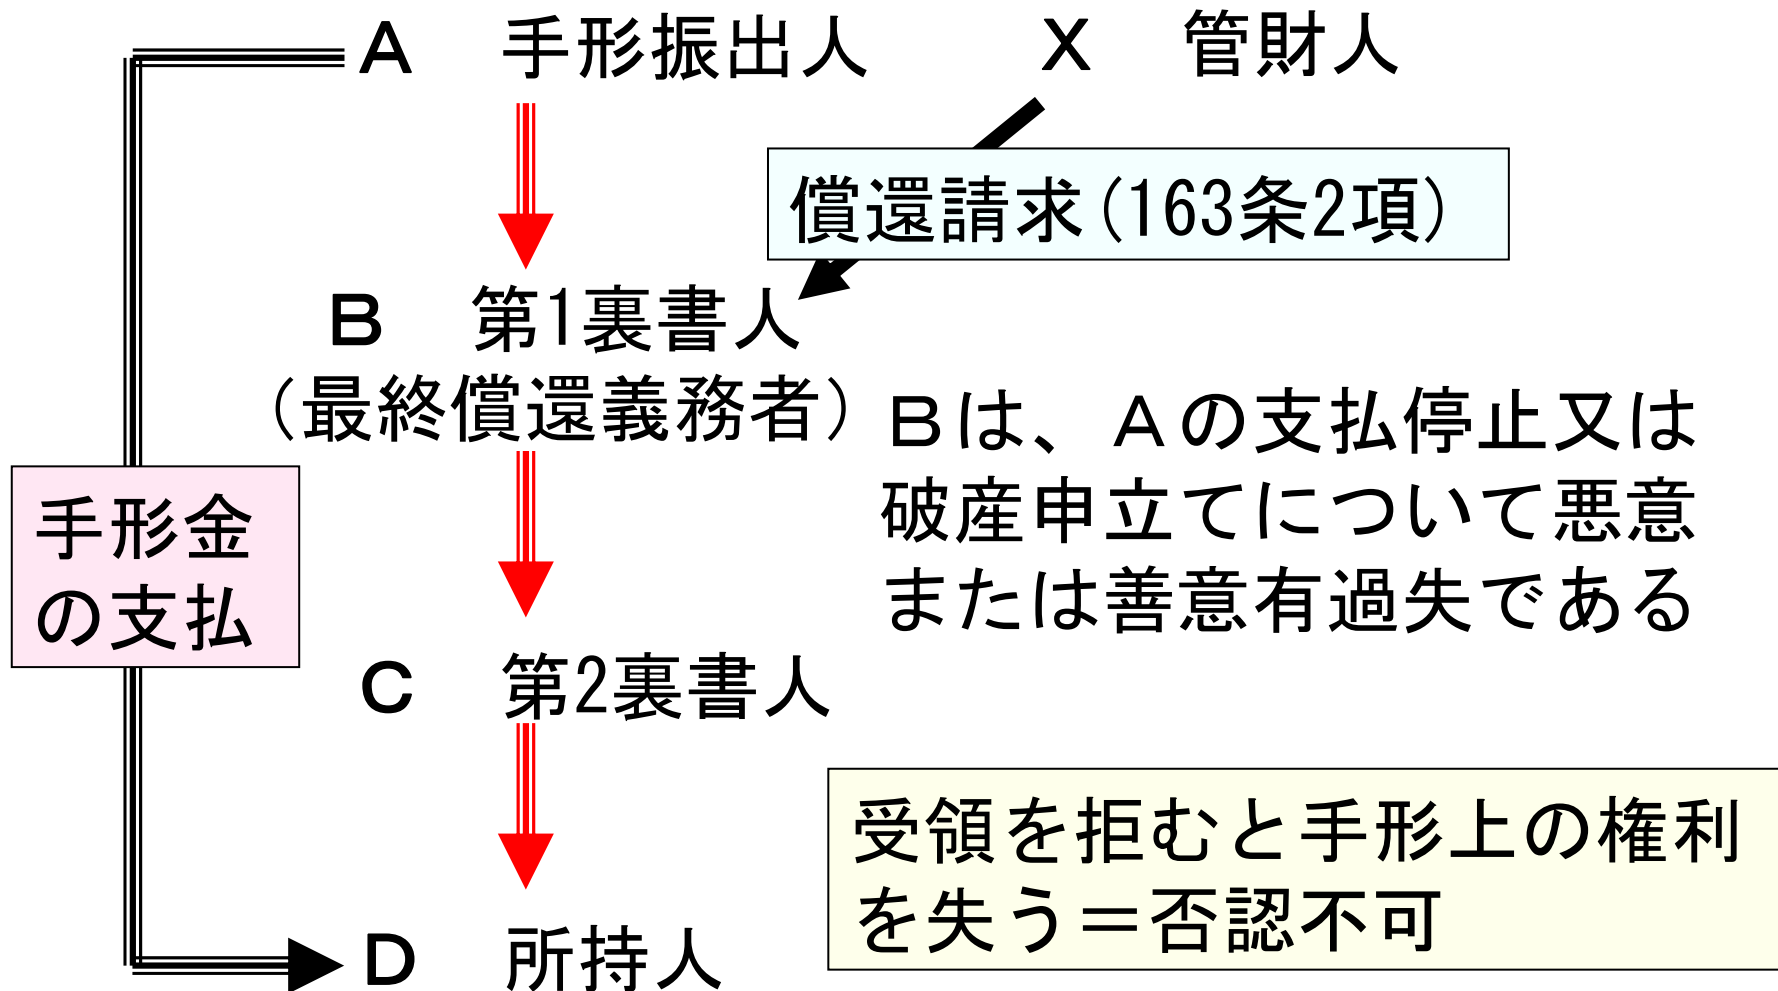 A　手形振出人　　X　管財人
償還請求(163条2項)
B　第1裏書人
(最終償還義務者)
Bは、Aの支払停止又は
破産申立てについて悪意
または善意有過失である
手形金
の支払
C　第2裏書人
受領を拒むと手形上の権利
を失う＝否認不可
D　所持人